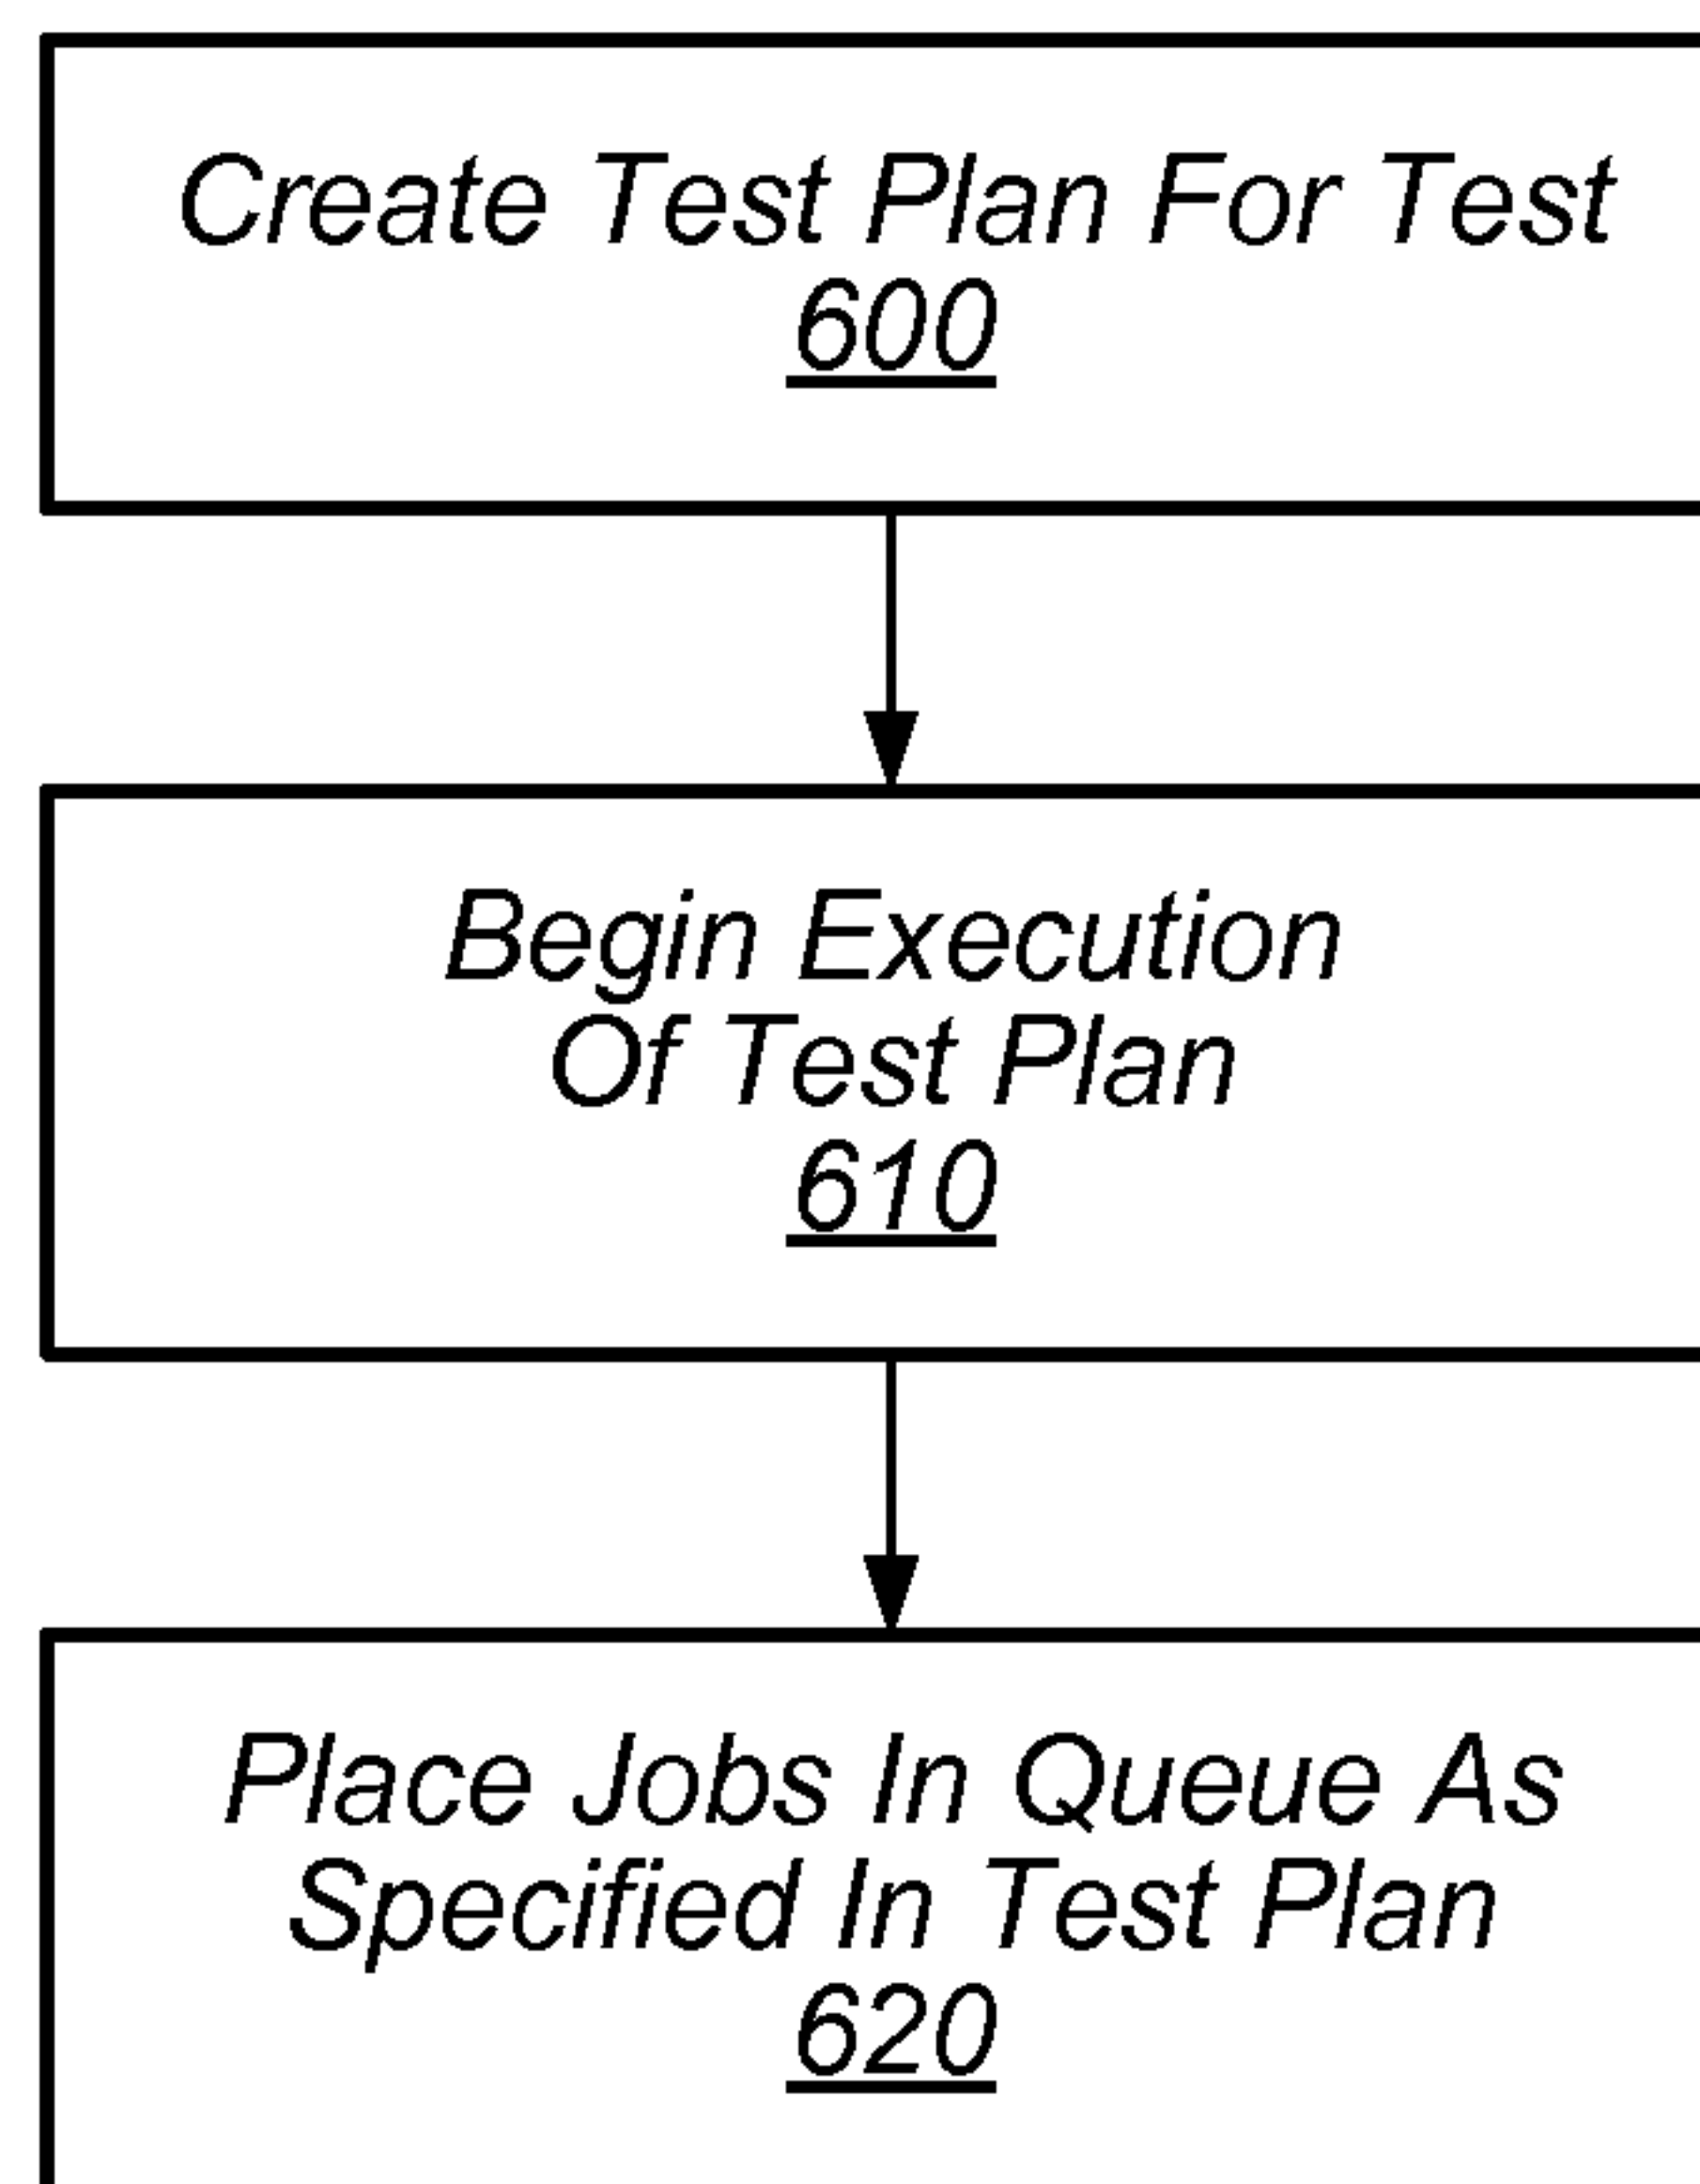 Create Test Plan For Test
600
Begin Execution
Of Test Plan
610
Place Jobs In Queue As
Specified In Test Plan
620